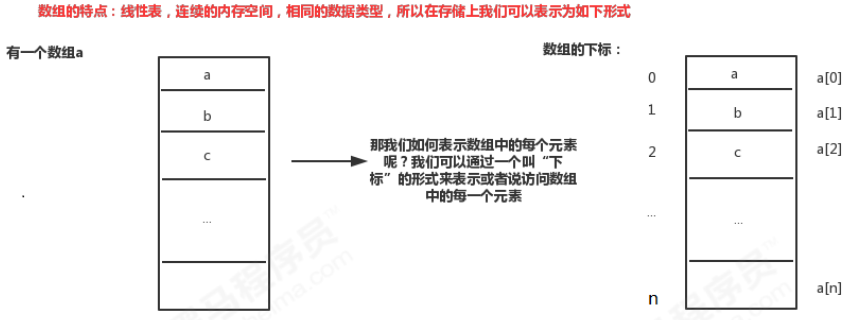 数组的特点：线性表，连续的内存空间，相同的数据类型，所以在存储上我们可以表示为如下形式
有一个数组a
a
b
c
...
那我们如何表示数组中的每个元素
呢？我们可以通过一个叫“下
标”的形式来表示或者说访问数组
中的每一个元素
数组的下标：
0 a a[0]
1 b a[1]
2 c a[2]
... ...
n a[n]